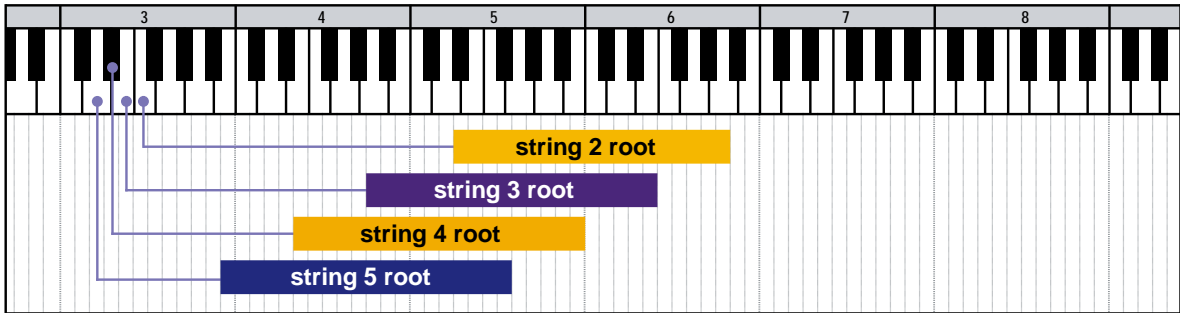 3 4 5 6 7 8
string 2 root
string 3 root
string 4 root
string 5 root